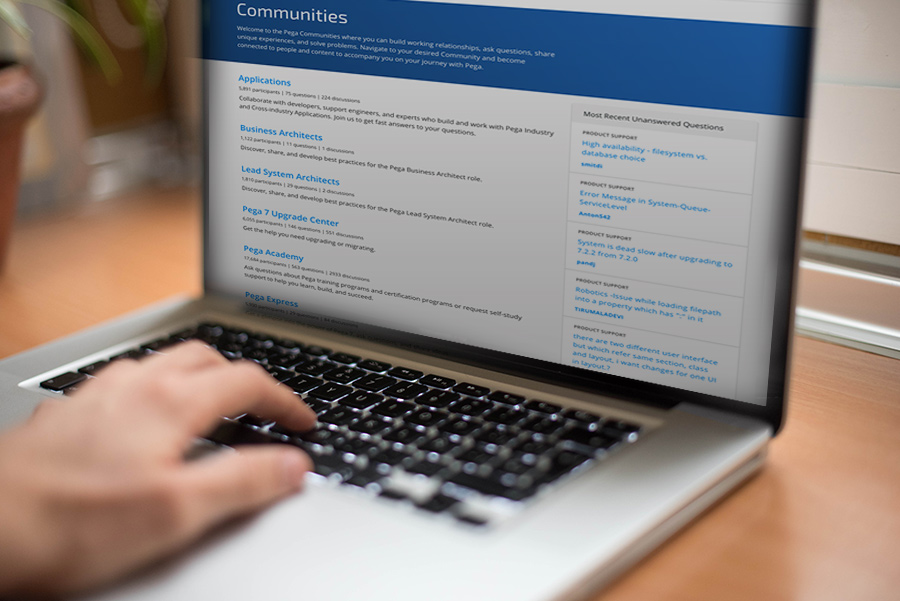 Communities
Welcome to the Pega Communities where you can build working relationships, ask questions, share
unique experiences, and solve problems. Navigate to your desired Community and become
connected to people and content to accompany you on your journey with Pega.
Applications
5,891 participants | 75 questions | 224 discussions
Collaborate with developers, support engineers, and experts who build and work with Pega Industry
and Cross-industry Applications. Join us to get fast answers to your questions.
Business Architects
1,122 participants | 11 questions | 1 discussions
Discover, share, and develop best practices for the Pega Business Architect role.
Lead System Architects
1,810 participants | 29 questions | 2 discussions
Discover, share, and develop best practices for the Pega Lead System Architect role.
Pega 7 Upgrade Center
6,055 participants | 146 questions | 551 discussions
Get the help you need upgrading or migrating.
Pega Academy
17,684 participants | 563 questions | 2933 discussions
Ask questions about Pega training programs and certification programs or request self-study
support to help you learn, build, and succeed.
Pega Express
Most Recent Unanswered Questions
PRODUCT SUPPORT
High availability - filesystem vs.
database choice
smitds
PRODUCT SUPPORT
Error Message in System-Queue-
ServiceLevel
Anton542
PRODUCT SUPPORT
System is dead slow after upgrading to
7.2.2 from 7.2.0
pandj
PRODUCT SUPPORT
Robotics -Issue while loading filepath
into a property which has ":" in it
TIRUMALADEVI
PRODUCT SUPPORT
there are two different user interface
but which refer same section, class
and layout, i want changes for one UI
in layout.?